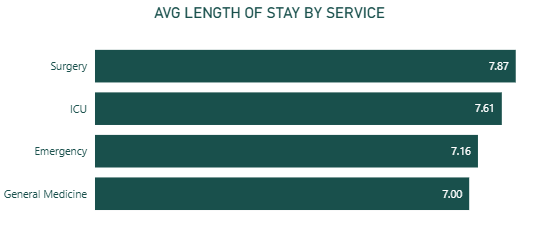 AVG LENGTH OF STAY BY SERVICE
Surgery 7.87
ICU 7.61
Emergency 7.16
General Medicine 7.00